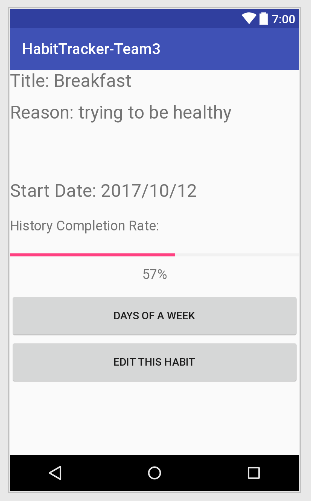 7:00
HabitTracker-Team3
Title: Breakfast
Reason: trying to be healthy
Start Date: 2017/10/12
History Completion Rate:
57%
DAYS OF A WEEK
EDIT THIS HABIT